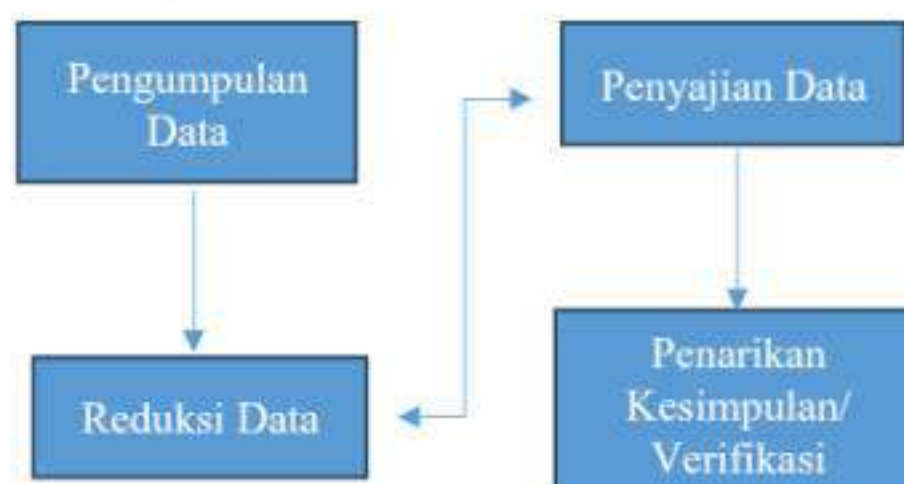 Pengumpulan
Data
Reduksi Data
Penyajian Data
Penarikan
Kesimpulan/
Verifikasi